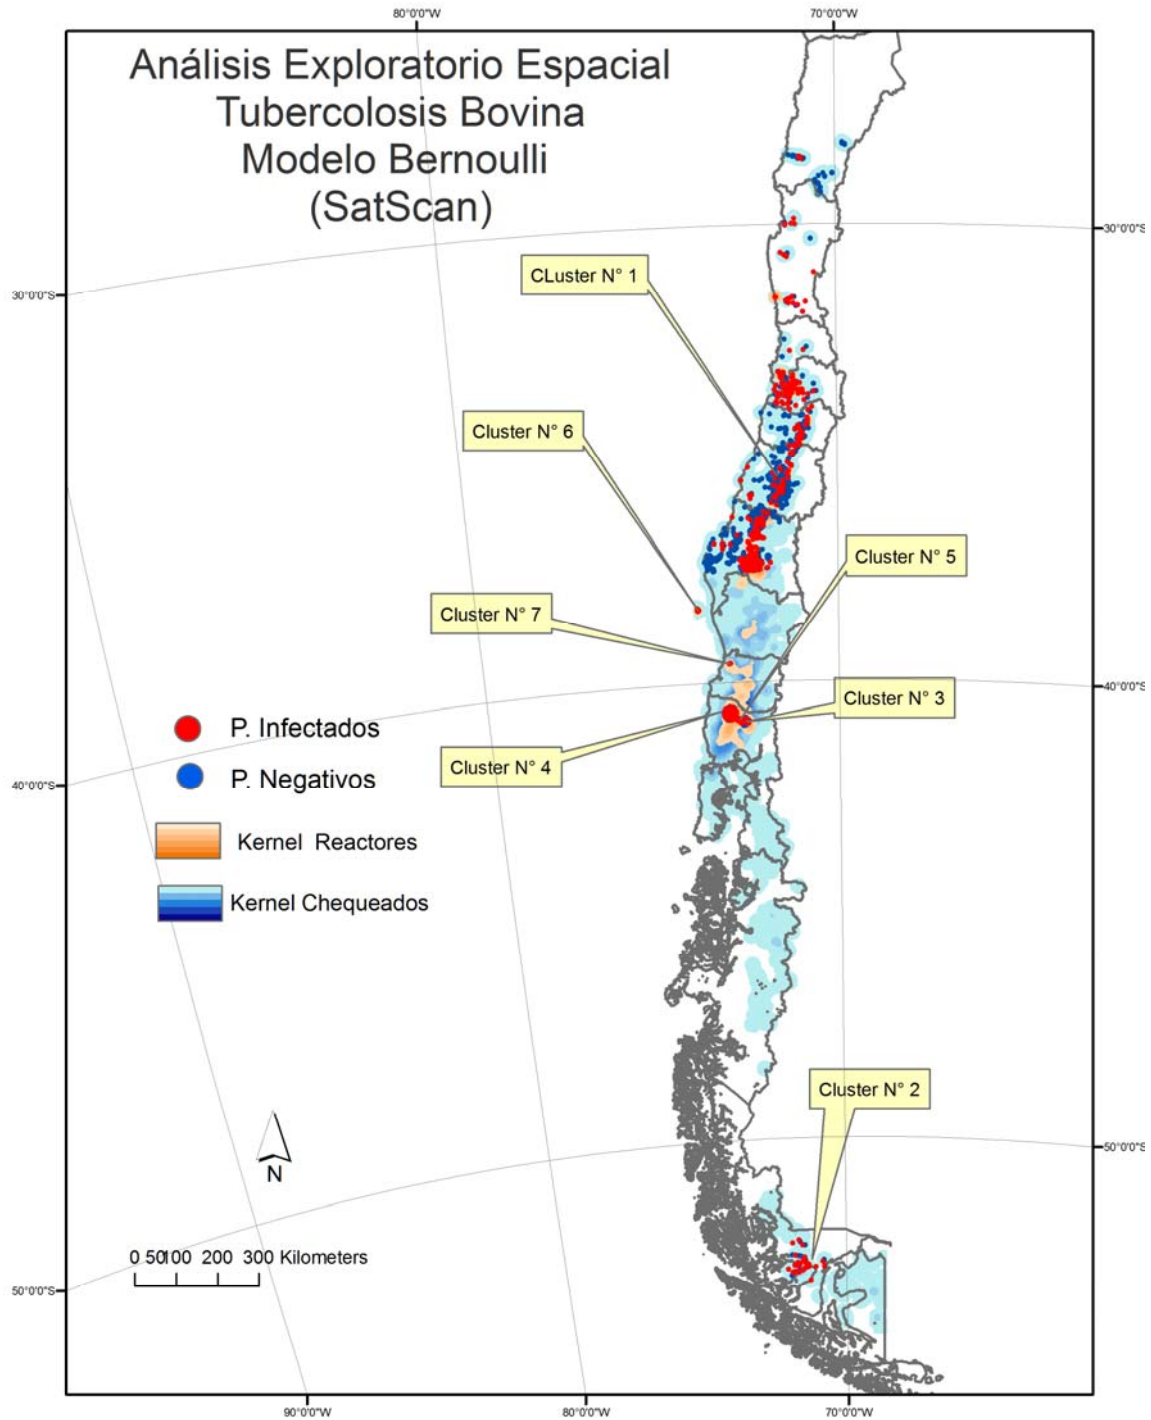 80°0'0"W
70°0'0"W
Análisis Exploratorio Espacial
Tubercolosis Bovina
Modelo Bernoulli
(SatScan)
30°0'0"S
30°0'0"S
CLuster N° 1
Cluster N° 6
Cluster N° 5
Cluster N° 7
Cluster N° 3
40°0'0"S
P. Infectados
Cluster N° 4
P. Negativos
40°0'0"S
Kernel Reactores
Kernel Chequeados
Cluster N° 2
50°0'0"S
N
0 50100 200 300 Kilometers
50°0'0"S
90°0'0"W
80°0'0"W
70°0'0"W